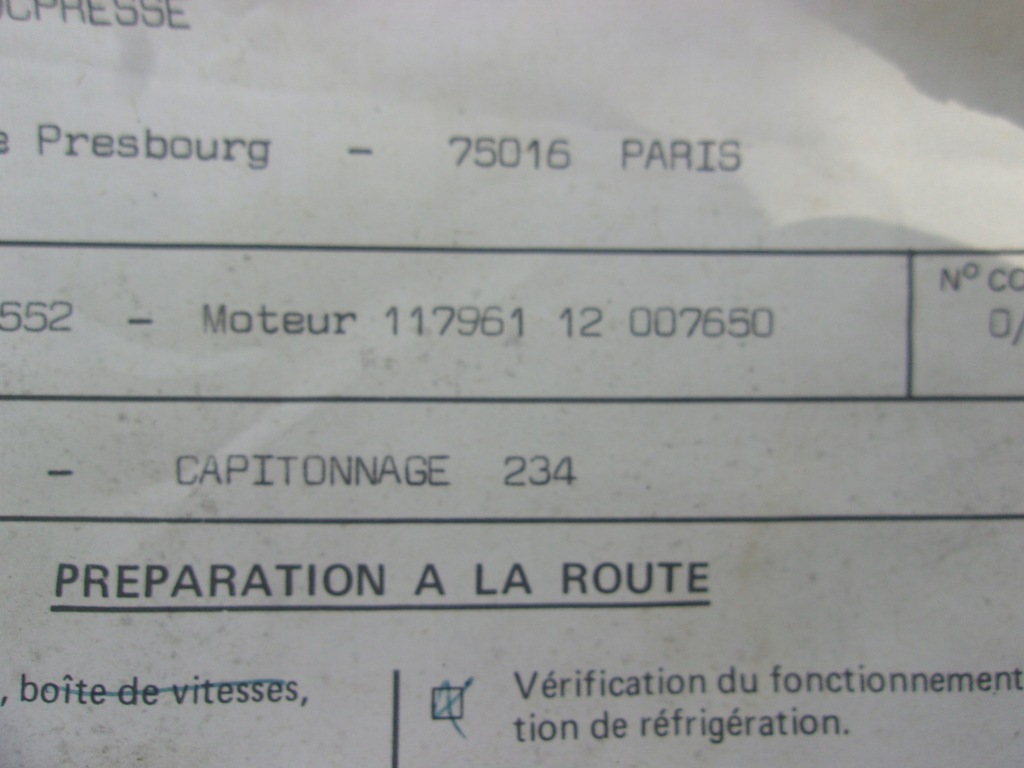 OCPRESSE
e Presbourg - 75016 PARIS
552 - Moteur 117961 12 007650
N° CO
0/
- CAPITONNAGE 234
PREPARATION A LA ROUTE
, boîte de vitesses,
Vérification du fonctionnement
tion de réfrigération.